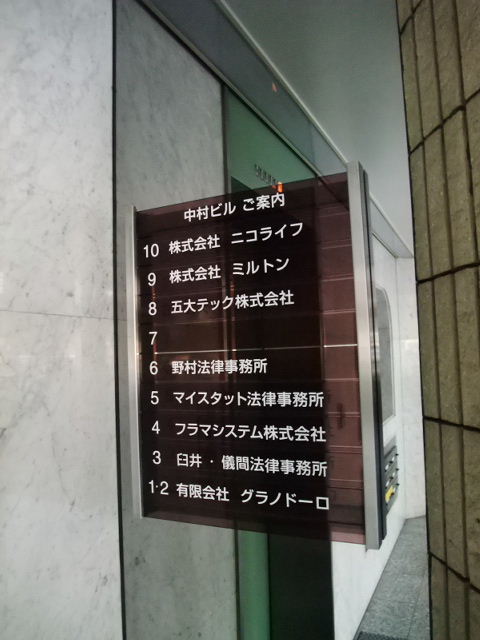 中村ビル ご案内
10 株式会社 ニコライフ
9 株式会社 ミルトン
8 五大テック株式会社
7
6 野村法律事務所
5 マイスタット法律事務所
4 フラマシステム株式会社
3 臼井・儀間法律事務所
1·2 有限会社 グラノドーロ